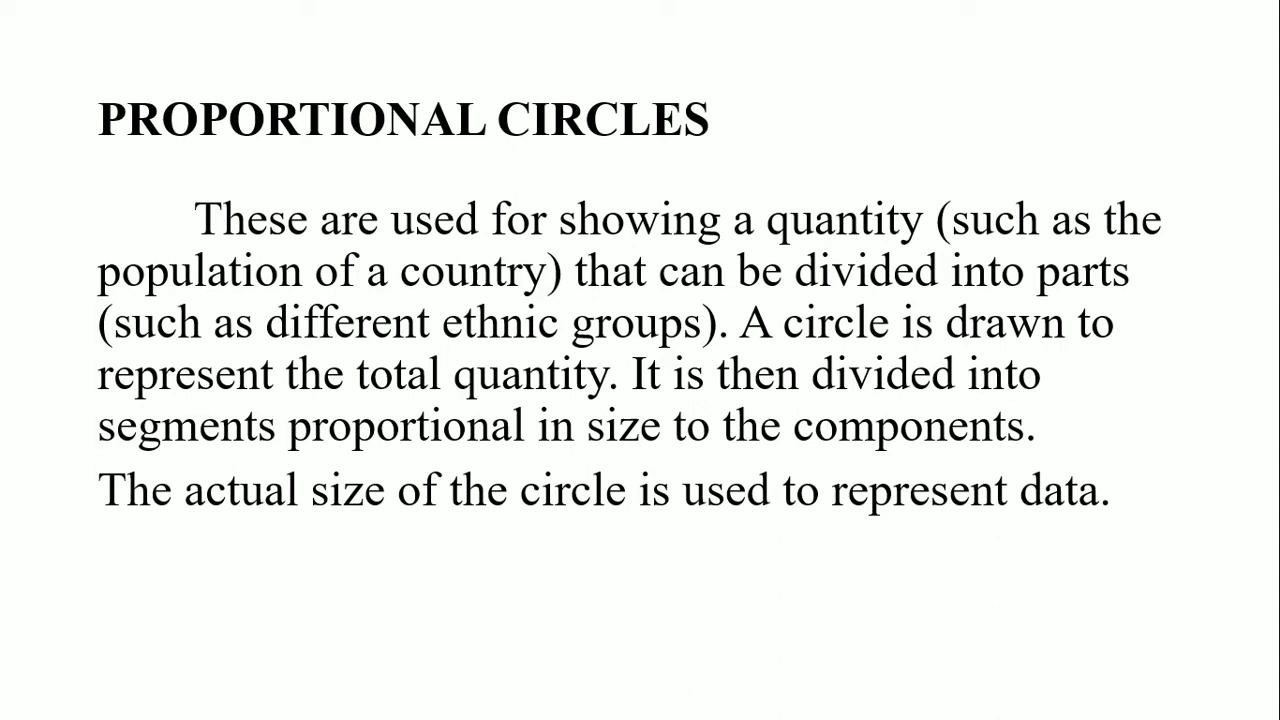 PROPORTIONAL CIRCLES
These are used for showing a quantity (such as the
population of a country) that can be divided into parts
(such as different ethnic groups). A circle is drawn to
represent the total quantity. It is then divided into
segments proportional in size to the components.
The actual size of the circle is used to represent data.